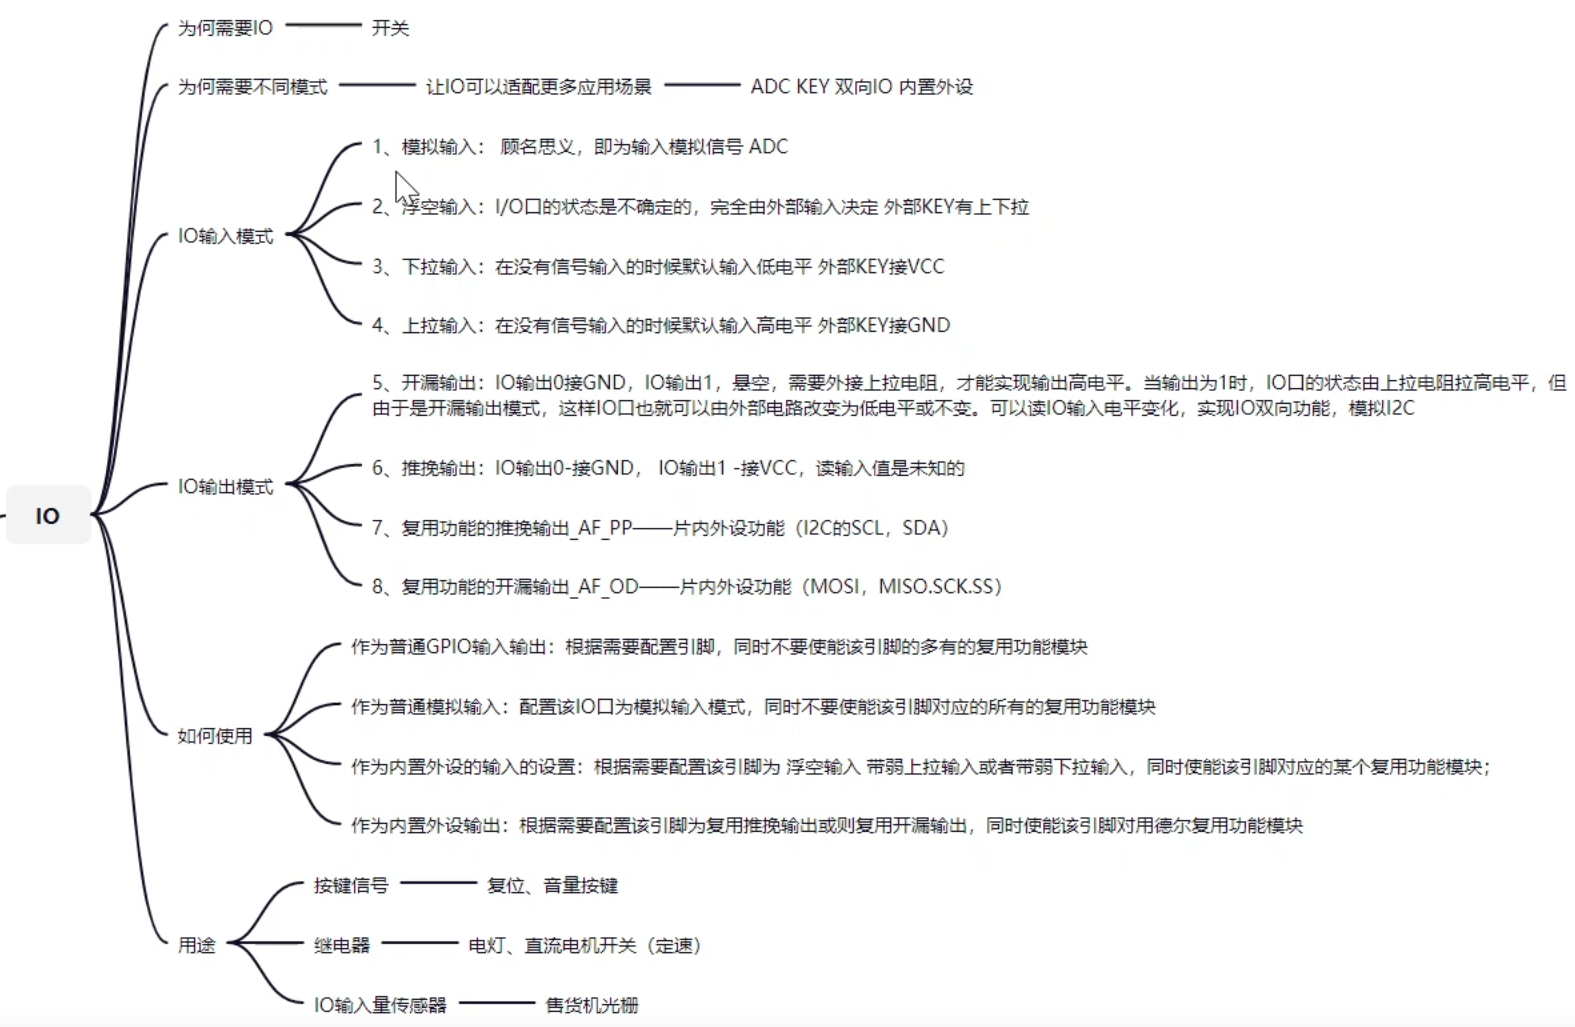 为何需要IO
开关
为何需要不同模式
让IO可以适配更多应用场景
ADC KEY 双向IO 内置外设
IO输入模式
1、模拟输入： 顾名思义，即为输入模拟信号 ADC
2、浮空输入：I/O口的状态是不确定的，完全由外部输入决定 外部KEY有上下拉
3、下拉输入：在没有信号输入的时候默认输入低电平 外部KEY接VCC
4、上拉输入：在没有信号输入的时候默认输入高电平 外部KEY接GND
IO
IO输出模式
5、开漏输出：IO输出0接GND，IO输出1，悬空，需要外接上拉电阻，才能实现输出高电平。当输出为1时，IO口的状态由上拉电阻拉高电平，但
由于是开漏输出模式，这样IO口也就可以由外部电路改变为低电平或不变。可以读IO输入电平变化，实现IO双向功能，模拟I2C
6、推挽输出：IO输出0-接GND， IO输出1 -接VCC，读输入值是未知的
7、复用功能的推挽输出_AF_PP——片内外设功能（I2C的SCL，SDA）
8、复用功能的开漏输出_AF_OD——片内外设功能（MOSI，MISO.SCK.SS）
如何使用
作为普通GPIO输入输出：根据需要配置引脚，同时不要使能该引脚的多有的复用功能模块
作为普通模拟输入：配置该IO口为模拟输入模式，同时不要使能该引脚对应的所有的复用功能模块
作为内置外设的输入的设置：根据需要配置该引脚为 浮空输入 带弱上拉输入或者带弱下拉输入，同时使能该引脚对应的某个复用功能模块；
作为内置外设输出：根据需要配置该引脚为复用推挽输出或则复用开漏输出，同时使能该引脚对用德尔复用功能模块
用途
按键信号
复位、音量按键
继电器
电灯、直流电机开关（定速）
IO输入量传感器
售货机光栅